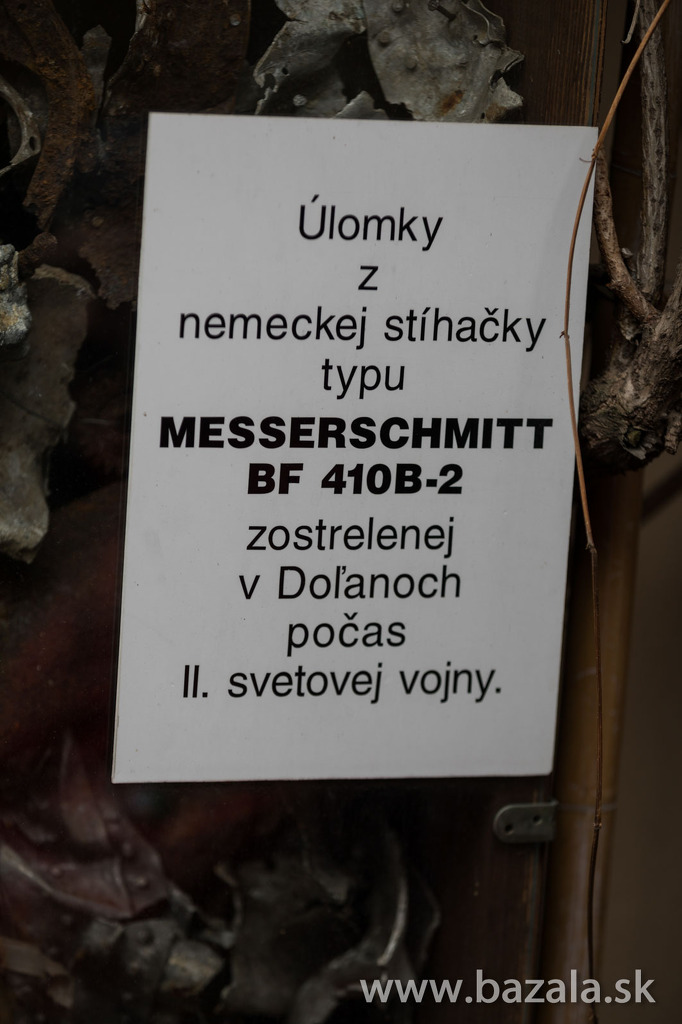 Úlomky
z
nemeckej stíhačky
typu
MESSERSCHMITT
BF 410B-2
zostrelenej
v Doľanoch
počas
II. svetovej vojny.
www.bazala.sk